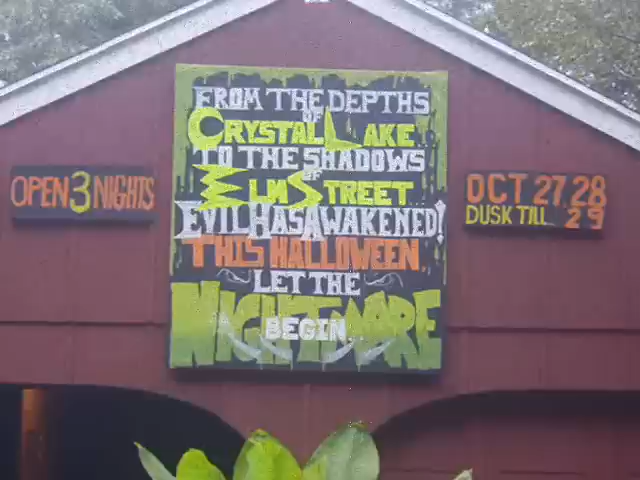 FROM THE DEPTHS
OF
CRYSTAL LAKE
TO THE SHADOWS
OF
ELM STREET
EVIL HAS AWAKENED!
THIS HALLOWEEN
LET THE
NIGHTMARE
BEGIN
OPEN 3 NIGHTS
OCT 27 28
DUSK TILL 29